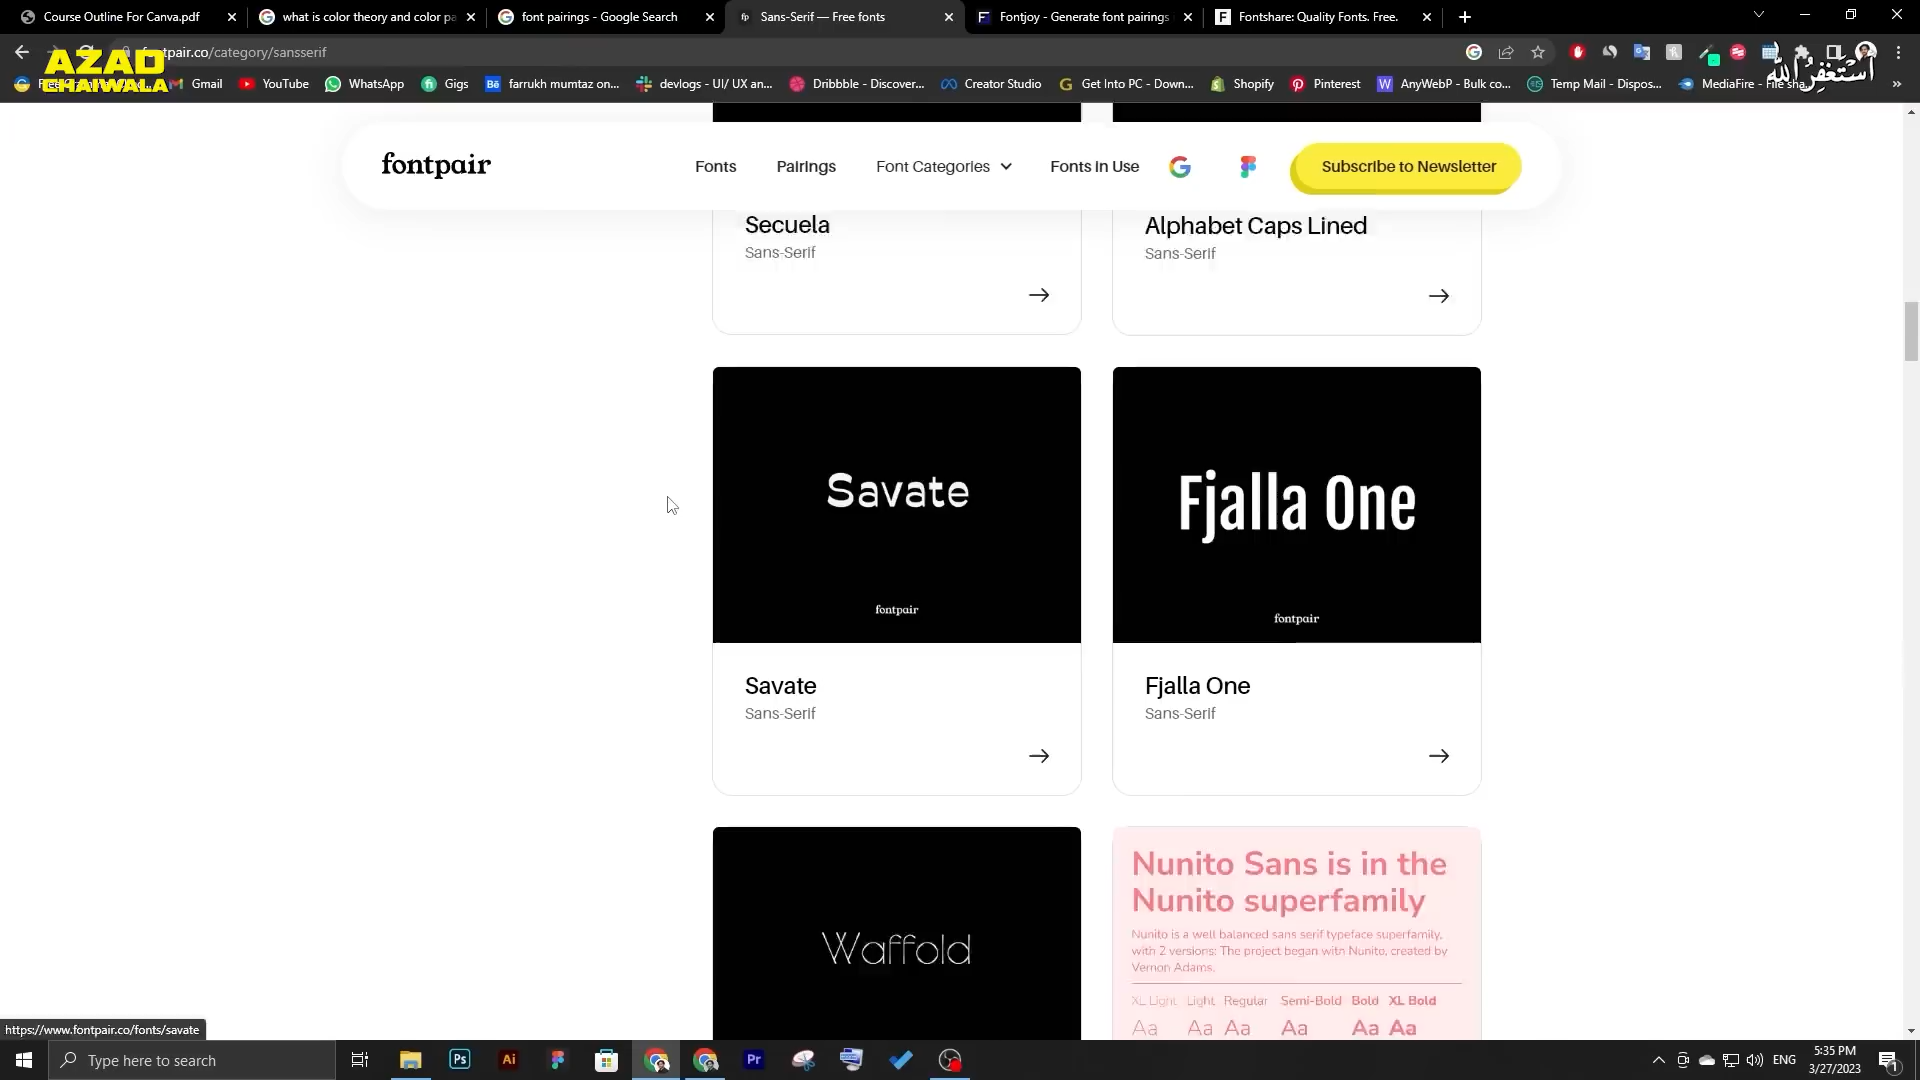 Course Outline For Canva.pdf
what is color theory and color pa
font pairings - Google Search
Sans-Serif — Free fonts
Fontjoy - Generate font pairings
Fontshare: Quality Fonts. Free.
tpair.co/category/sansserif
AZAD
CHAIWALA
أستغفر الله
Gmail
YouTube
WhatsApp
Gigs
farrukh mumtaz on...
devlogs - UI/ UX an...
Dribbble - Discover...
Creator Studio
Get Into PC - Down...
Shopify
Pinterest
AnyWebP - Bulk co...
Temp Mail - Dispos...
MediaFire - File sha...
fontpair
Fonts
Pairings
Font Categories
Fonts in Use
Subscribe to Newsletter
Secuela
Sans-Serif
Alphabet Caps Lined
Sans-Serif
Savate
fontpair
Fjalla One
fontpair
Savate
Sans-Serif
Fjalla One
Sans-Serif
Waffold
Nunito Sans is in the
Nunito superfamily
Nunito is a well balanced sans serif typeface superfamily,
with 2 versions: The project began with Nunito, created by
Vernon Adams.
XL Light Light Regular Semi-Bold Bold XL Bold
Aa Aa Aa Aa Aa Aa
https://www.fontpair.co/fonts/savate
Type here to search
ENG
5:35 PM
3/27/2023